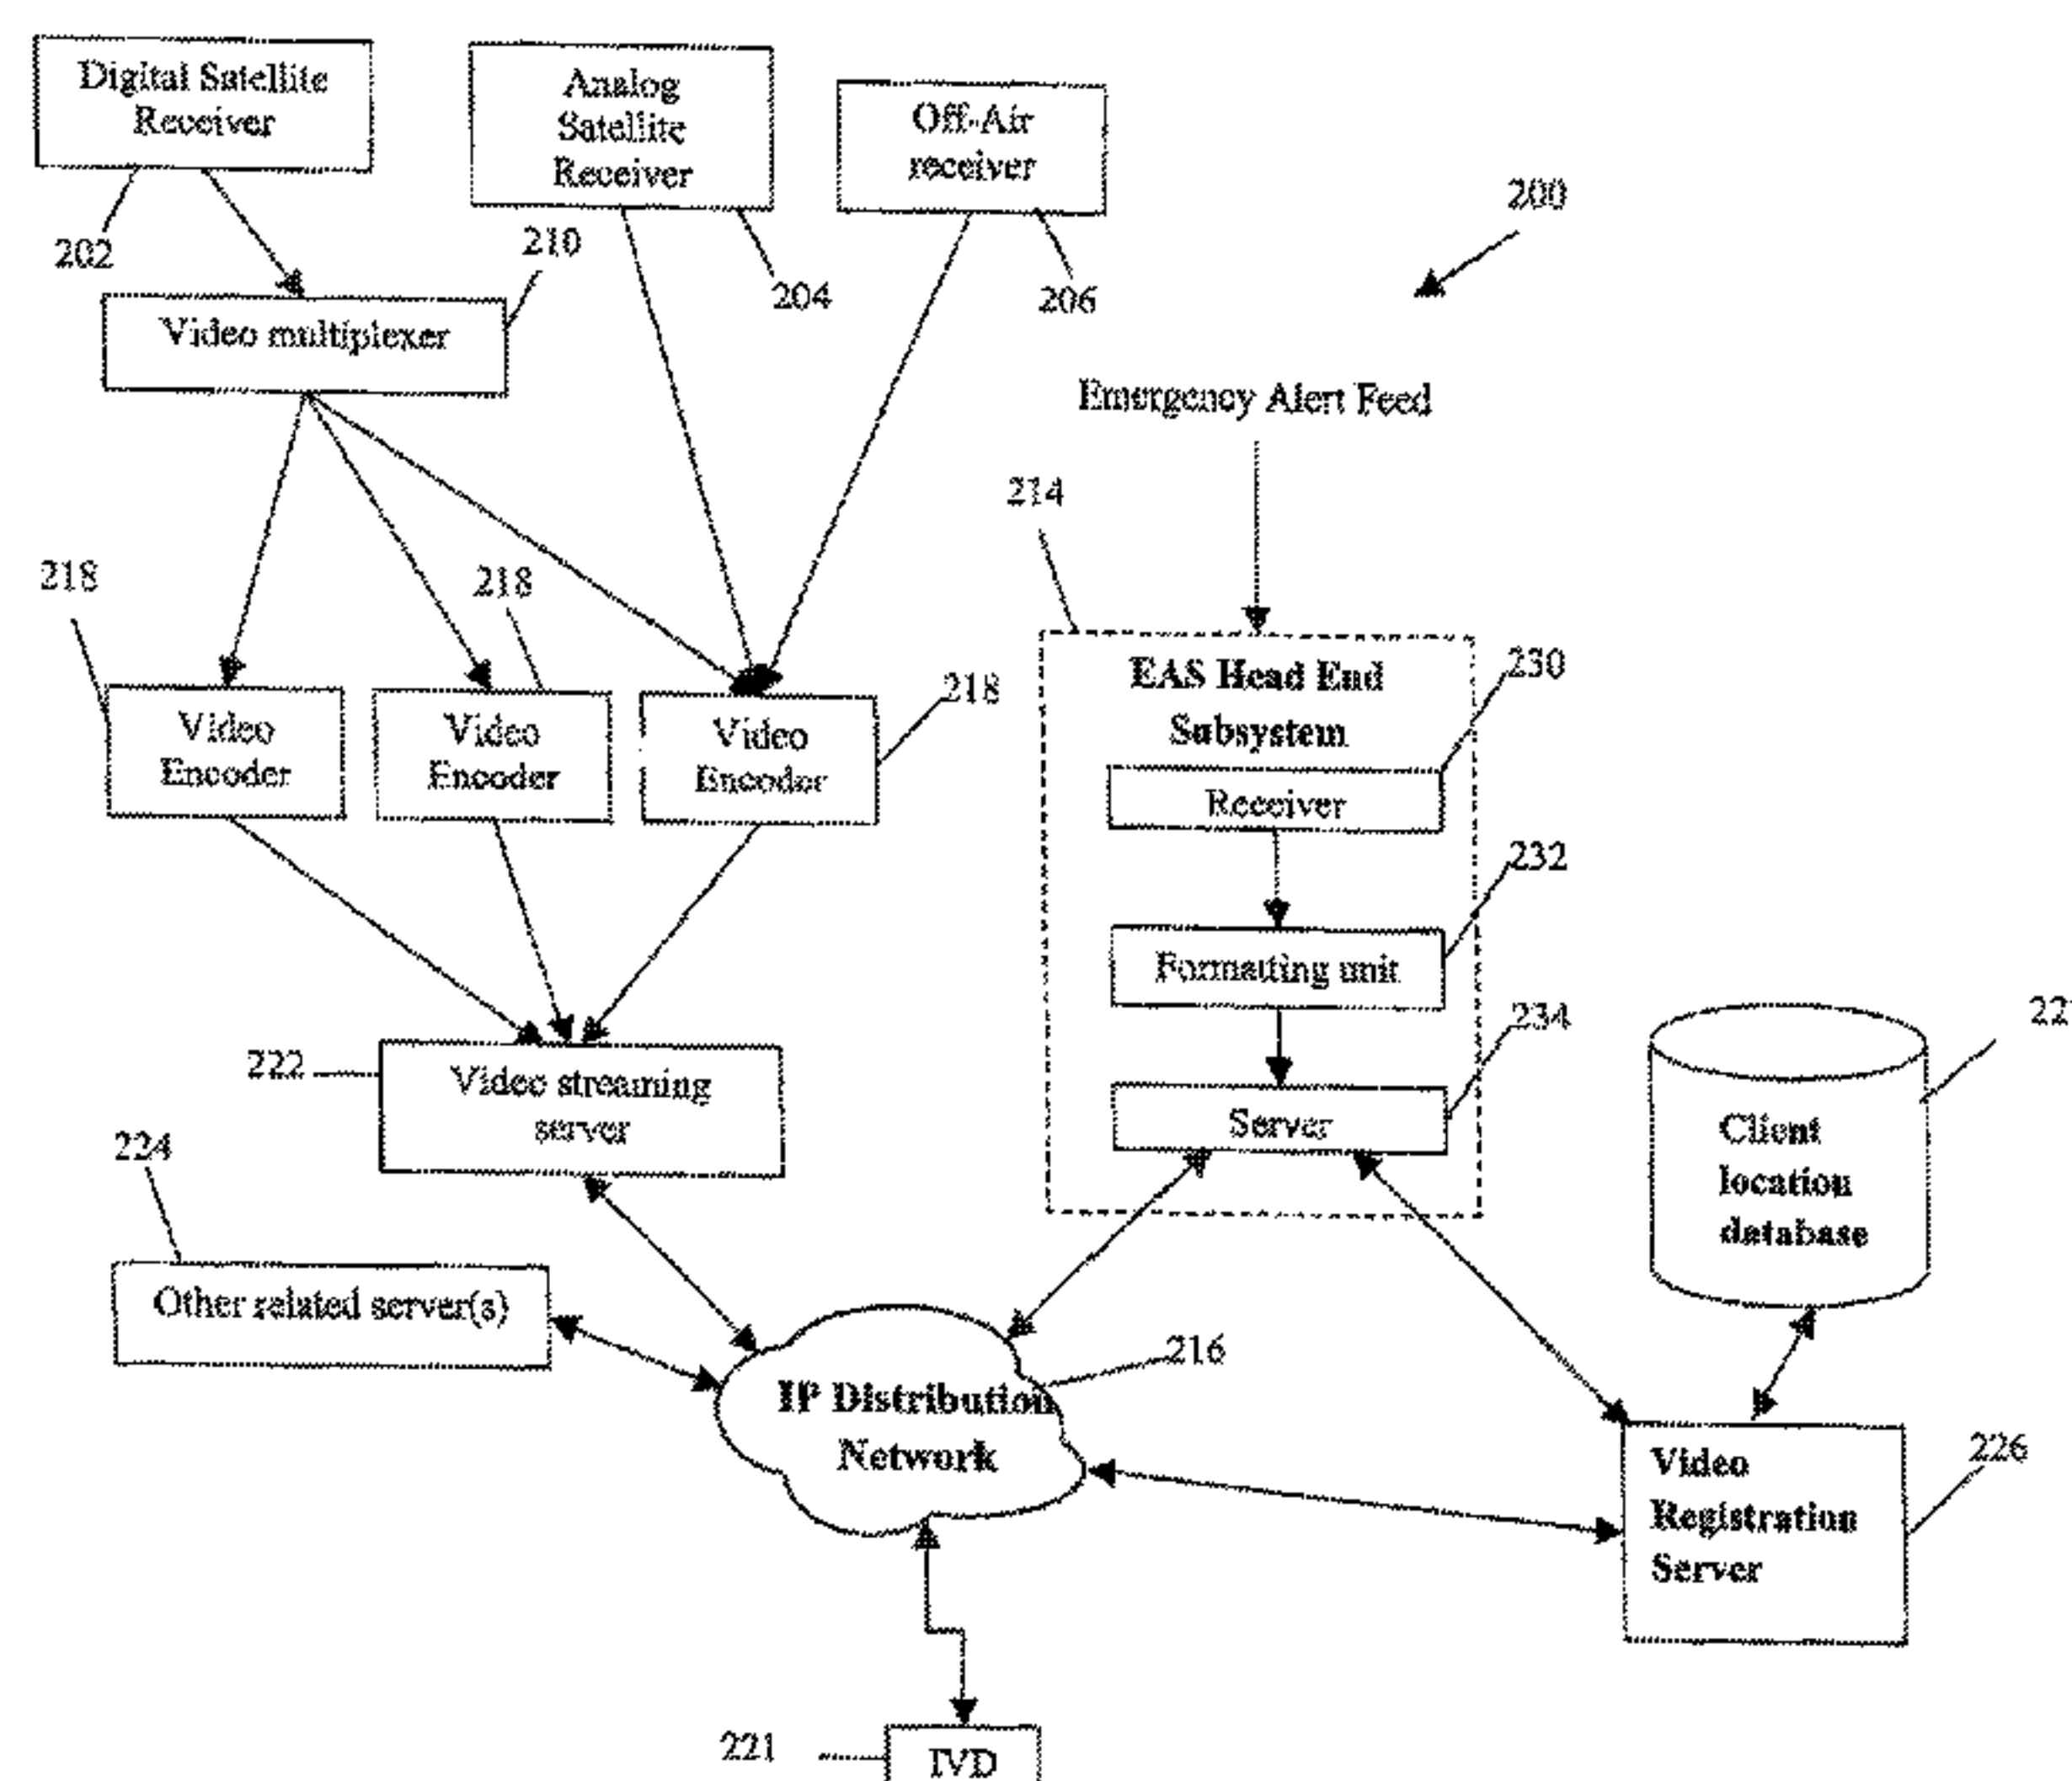 Digital Satellite
Receiver
Analog
Satellite
Receiver
Off-Air
receiver
200
202
210
204
206
Video multiplexer
Emergency Alert Feed
214
218
218
EAS Head End
Subsystem
230
218
Video
Encoder
Video
Encoder
Video
Encoder
Receiver
232
Formatting unit
234
222
Video streaming
server
Server
Client
location
database
224
Other related server(s)
216
IP Distribution
Network
Video
Registration
Server
226
221
IVD